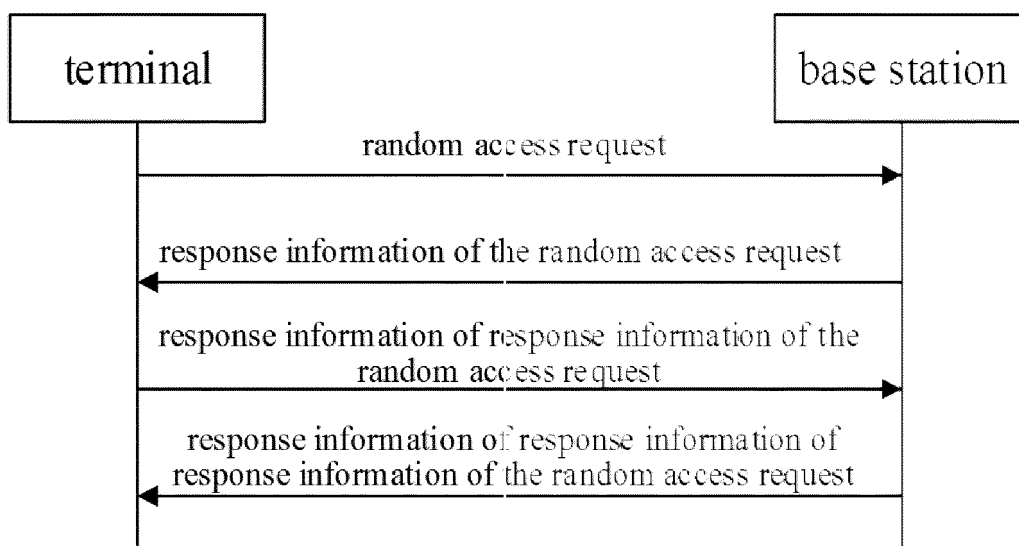 terminal
base station
random access request
response information of the random access request
response information of response information of the
random access request
response information of response information of
response information of the random access request